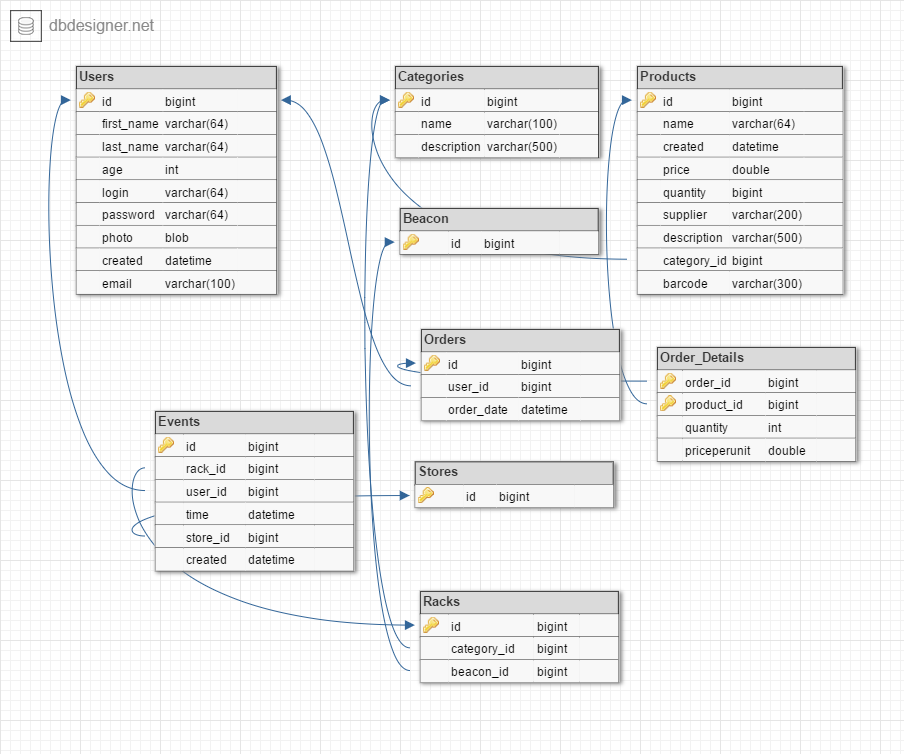 dbdesigner.net
Users
id bigint
first_name varchar(64)
last_name varchar(64)
age int
login varchar(64)
password varchar(64)
photo blob
created datetime
email varchar(100)
Categories
id bigint
name varchar(100)
description varchar(500)
Products
id bigint
name varchar(64)
created datetime
price double
quantity bigint
supplier varchar(200)
description varchar(500)
category_id bigint
barcode varchar(300)
Beacon
id bigint
Orders
id bigint
user_id bigint
order_date datetime
Order_Details
order_id bigint
product_id bigint
quantity int
priceperunit double
Events
id bigint
rack_id bigint
user_id bigint
time datetime
store_id bigint
created datetime
Stores
id bigint
Racks
id bigint
category_id bigint
beacon_id bigint